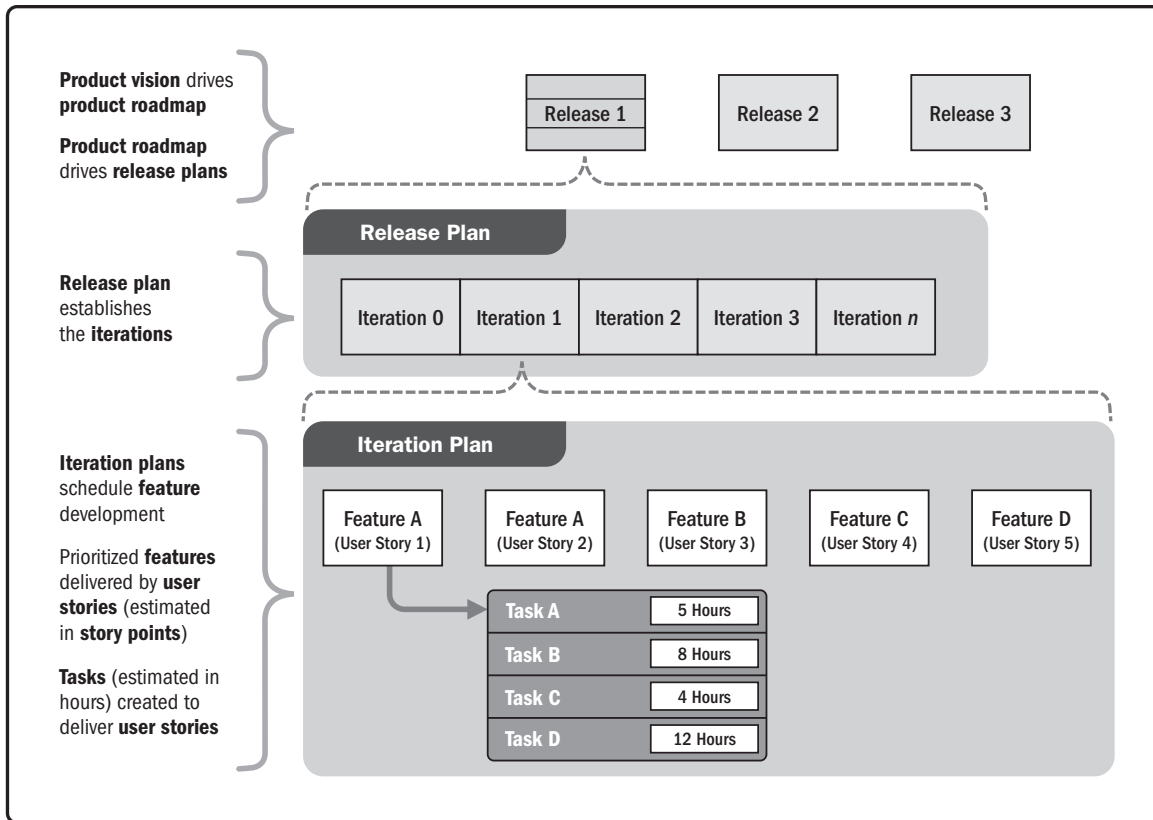 Product vision drives
product roadmap
Product roadmap
drives release plans
Release 1
Release 2
Release 3
Release Plan
Release plan
establishes
the iterations
Iteration 0
Iteration 1
Iteration 2
Iteration 3
Iteration n
Iteration Plan
Iteration plans
schedule feature
development
Prioritized features
delivered by user
stories (estimated
in story points)
Tasks (estimated in
hours) created to
deliver user stories
Feature A
(User Story 1)
Feature A
(User Story 2)
Feature B
(User Story 3)
Feature C
(User Story 4)
Feature D
(User Story 5)
Task A
5 Hours
Task B
8 Hours
Task C
4 Hours
Task D
12 Hours